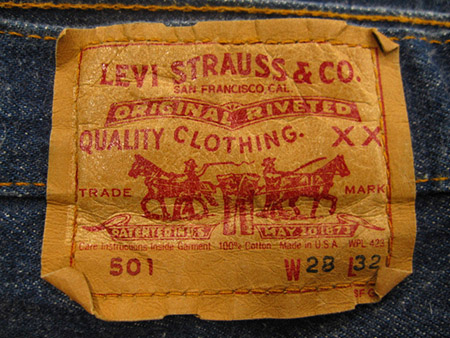 LEVI STRAUSS & CO.
SAN FRANCISCO, CAL.
ORIGINAL RIVETED
QUALITY CLOTHING. XX
TRADE MARK
PATENTED IN U.S. MAY 20 1873
Care Instructions Inside Garment 100% Cotton Made in U.S.A. WPL 423
501 W 28 L 32